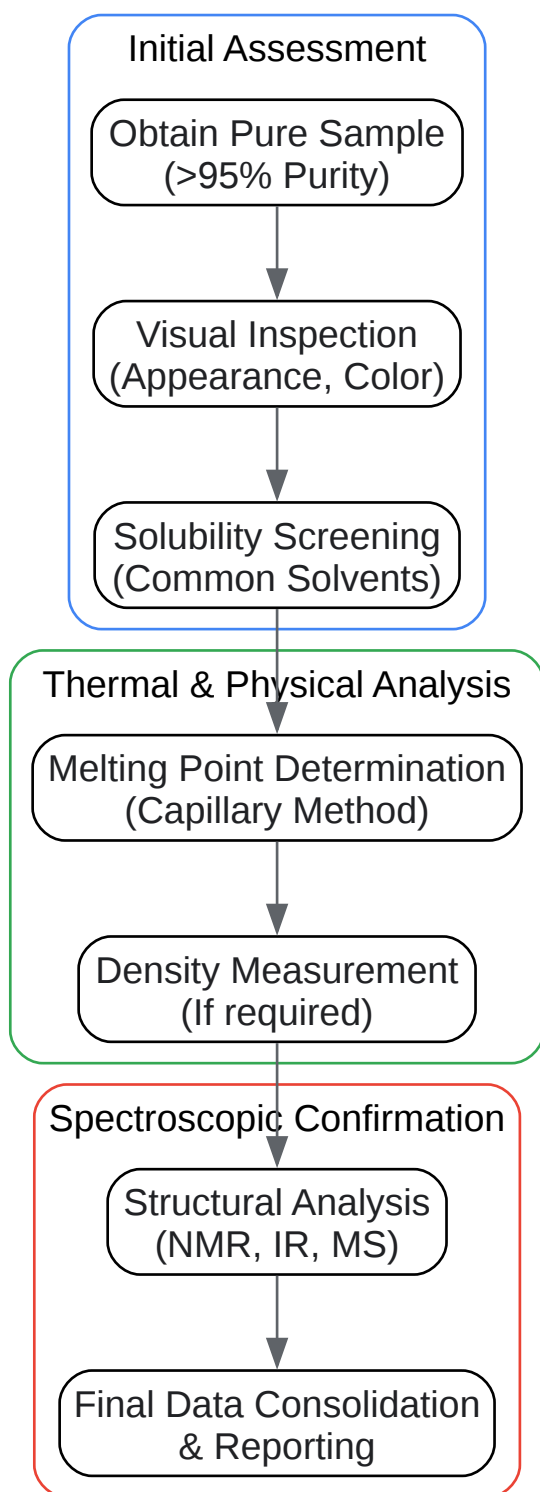 Initial Assessment
Obtain Pure Sample
(>95% Purity)
Visual Inspection
(Appearance, Color)
Solubility Screening
(Common Solvents)
Thermal & Physical Analysis
Melting Point Determination
(Capillary Method)
Density Measurement
(If required)
Spectroscopic Confirmation
Structural Analysis
(NMR, IR, MS)
Final Data Consolidation
& Reporting